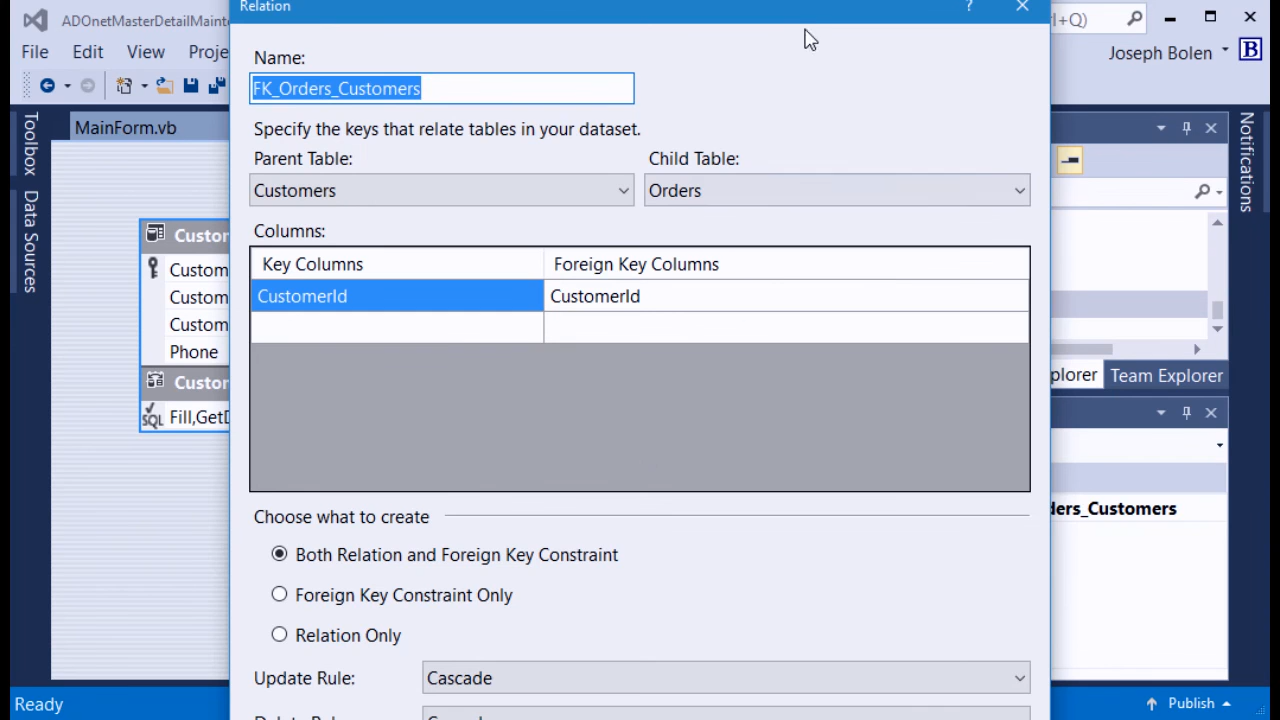 Relation
?
ADOnetMasterDetailMainte
+Q)
File Edit View Proje
Joseph Bolen
B
Name:
FK_Orders_Customers
MainForm.vb
Specify the keys that relate tables in your dataset.
Parent Table:
Child Table:
Customers
Orders
Toolbox
Data Sources
Notifications
Columns:
Key Columns
Foreign Key Columns
CustomerId
CustomerId
Custor
Custom
Custom
Custom
Phone
Custor
SQL
Fill,GetD
plorer
Team Explorer
ders_Customers
Choose what to create
Both Relation and Foreign Key Constraint
Foreign Key Constraint Only
Relation Only
Update Rule:
Cascade
Ready
Publish